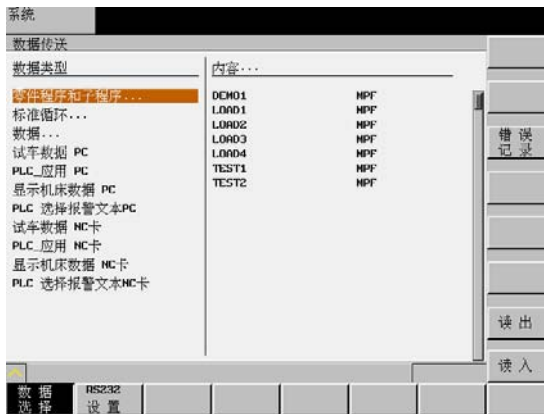 系统
数据传送
数据类型
内容...
零件程序和子程序...
标准循环...
数据...
试车数据 PC
PLC_应用 PC
显示机床数据 PC
PLC 选择报警文本PC
试车数据 NC卡
PLC_应用 NC卡
显示机床数据 NC卡
PLC 选择报警文本NC卡
DEMO1 MPF
LOAD1 MPF
LOAD2 MPF
LOAD3 MPF
LOAD4 MPF
TEST1 MPF
TEST2 MPF
错误
记录
读出
读入
数据
选择
RS232
设置